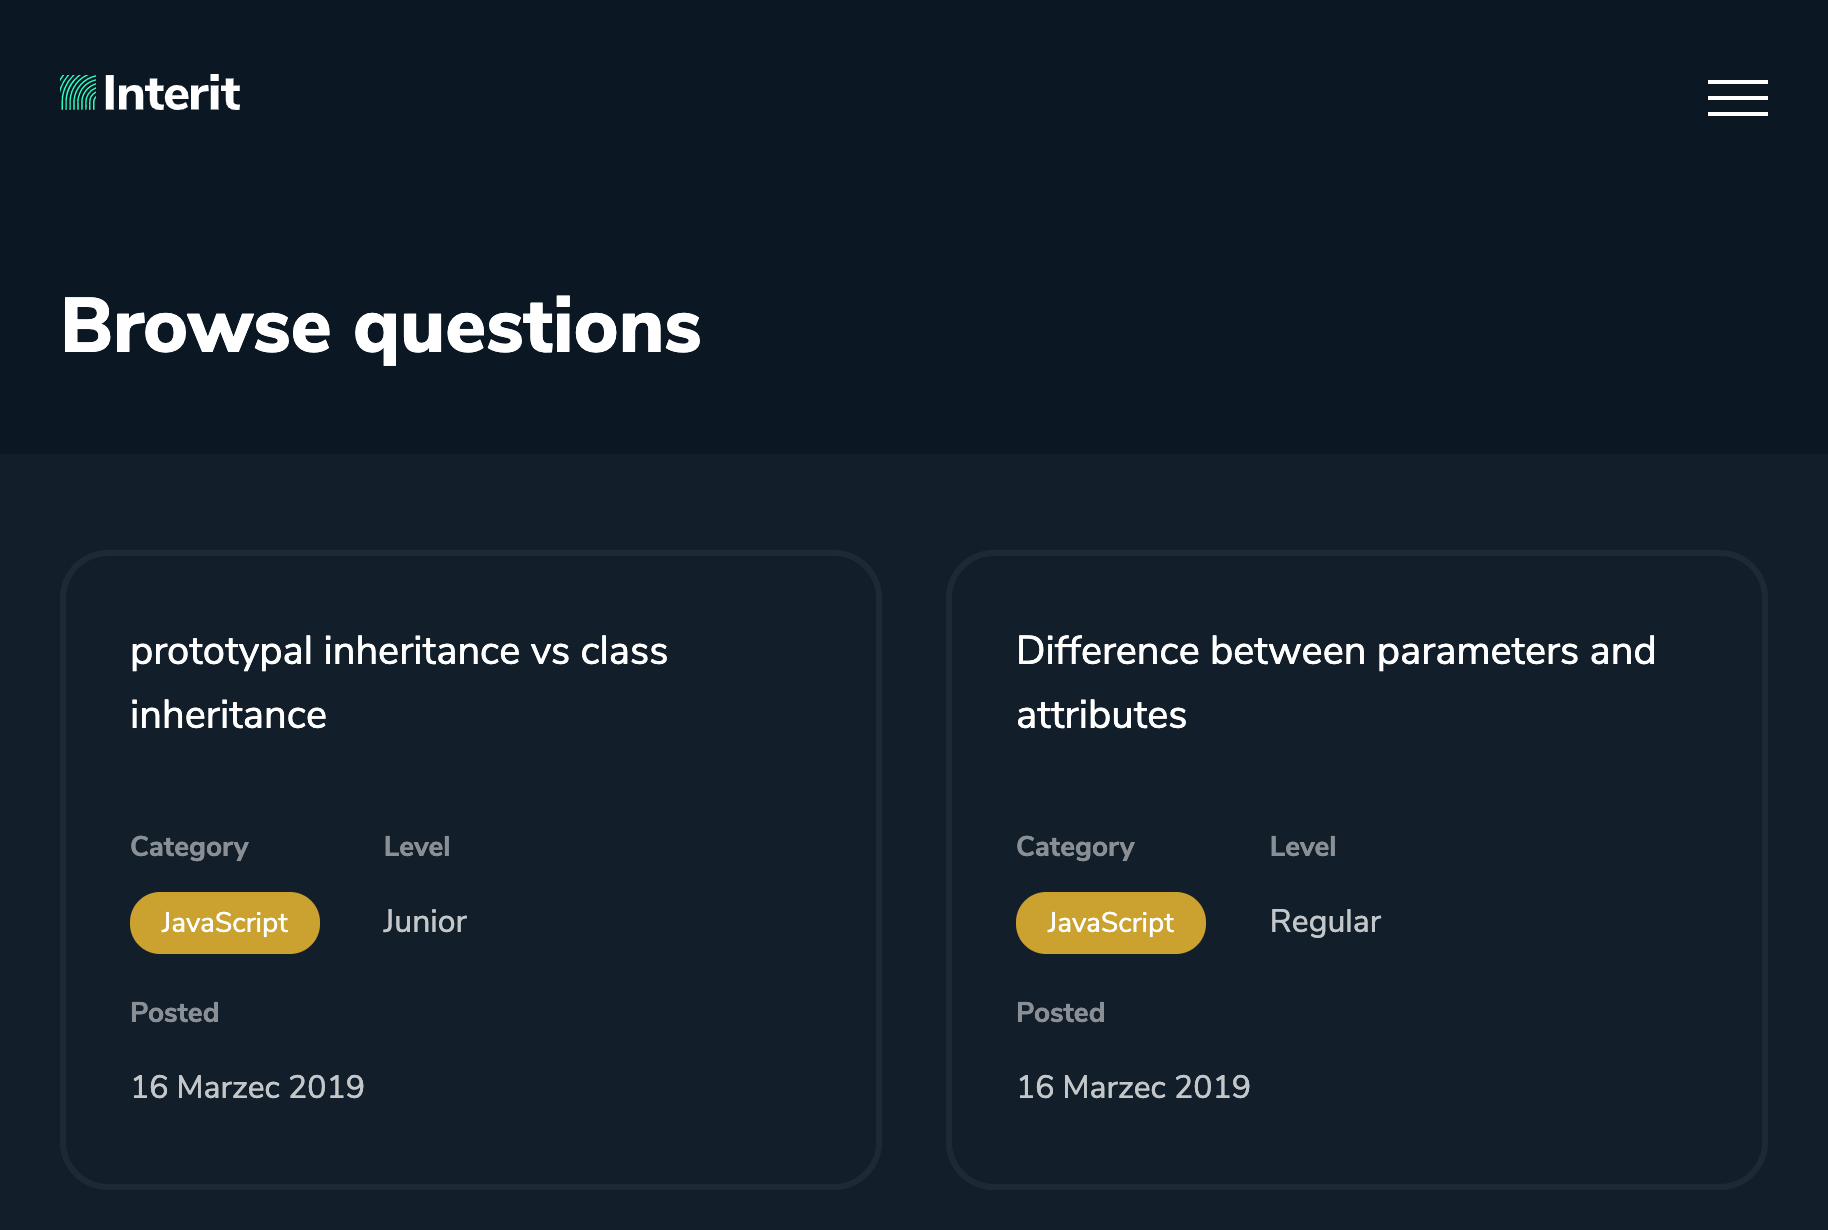 Interit
Browse questions
prototypal inheritance vs class
inheritance
Category
Level
JavaScript
Junior
Posted
16 Marzec 2019
Difference between parameters and
attributes
Category
Level
JavaScript
Regular
Posted
16 Marzec 2019